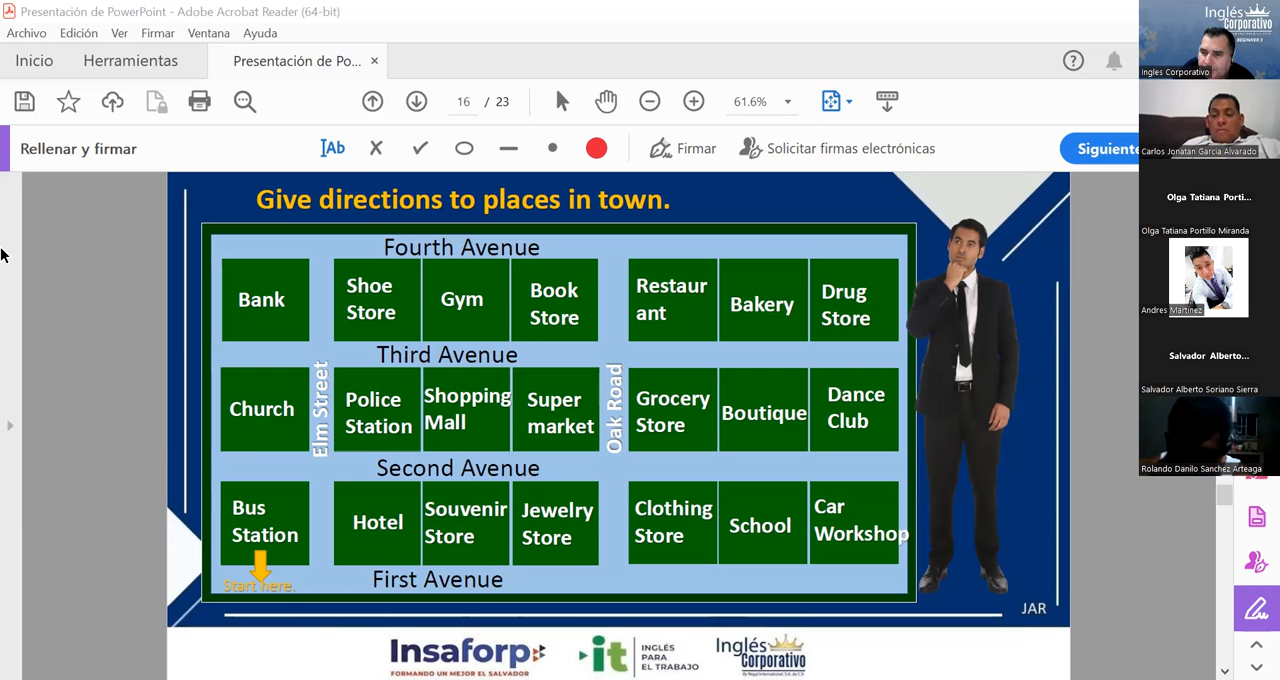 Presentación de PowerPoint - Adobe Acrobat Reader (64-bit)
Archivo Edición Ver Firmar Ventana Ayuda
Inicio Herramientas Presentación de Po... ×
16 / 23 61.6%
Rellenar y firmar
Ab
Firmar
Solicitar firmas electrónicas
Siguiente
Give directions to places in town.
Fourth Avenue
Bank
Shoe
Store
Gym
Book
Store
Restaur
ant
Bakery
Drug
Store
Third Avenue
Elm Street
Oak Road
Church
Police
Station
Shopping
Mall
Super
market
Grocery
Store
Boutique
Dance
Club
Second Avenue
Bus
Station
Hotel
Souvenir
Store
Jewelry
Store
Clothing
Store
School
Car
Workshop
Start here.
First Avenue
JAR
Insaforp
FORMANDO UN MEJOR EL SALVADOR
it
INGLÉS
PARA
EL TRABAJO
Inglés
Corporativo
Inglés
Corporativo
BEGINNER 3
Ingles Corporativo
Carlos Jonatan Garcia Alvarado
Olga Tatiana Porti...
Olga Tatiana Portillo Miranda
Andres Martinez
Salvador Alberto...
Salvador Alberto Soriano Sierra
Rolando Danilo Sanchez Arteaga